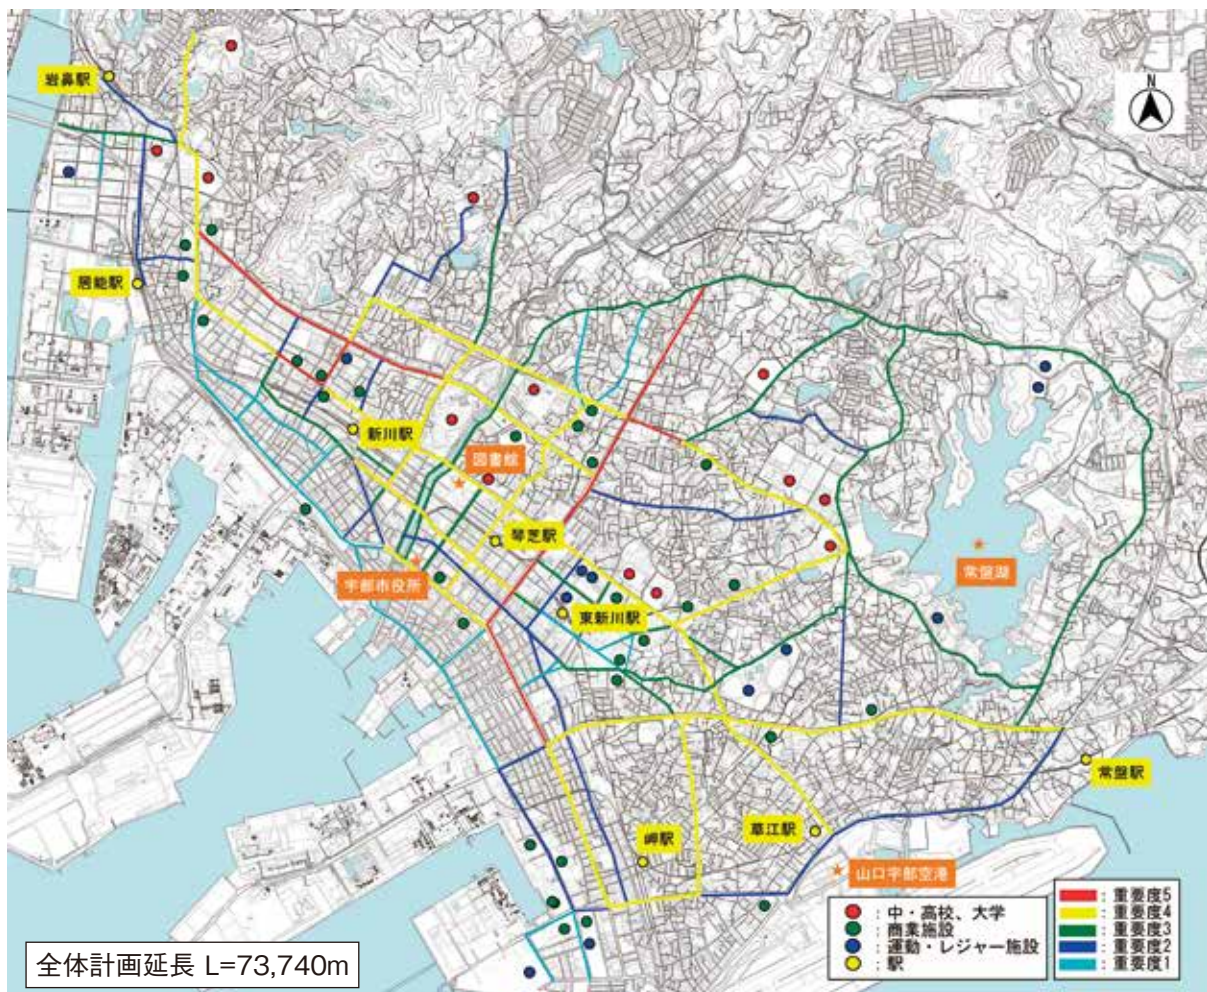 岩鼻駅
N
居能駅
新川駅
図書館
琴芝駅
宇部市役所
東新川駅
常盤湖
常盤駅
草江駅
岬駅
山口宇部空港
：中・高校、大学
：商業施設
：運動・レジャー施設
：駅
：重要度5
：重要度4
：重要度3
：重要度2
：重要度1
全体計画延長 L=73,740m